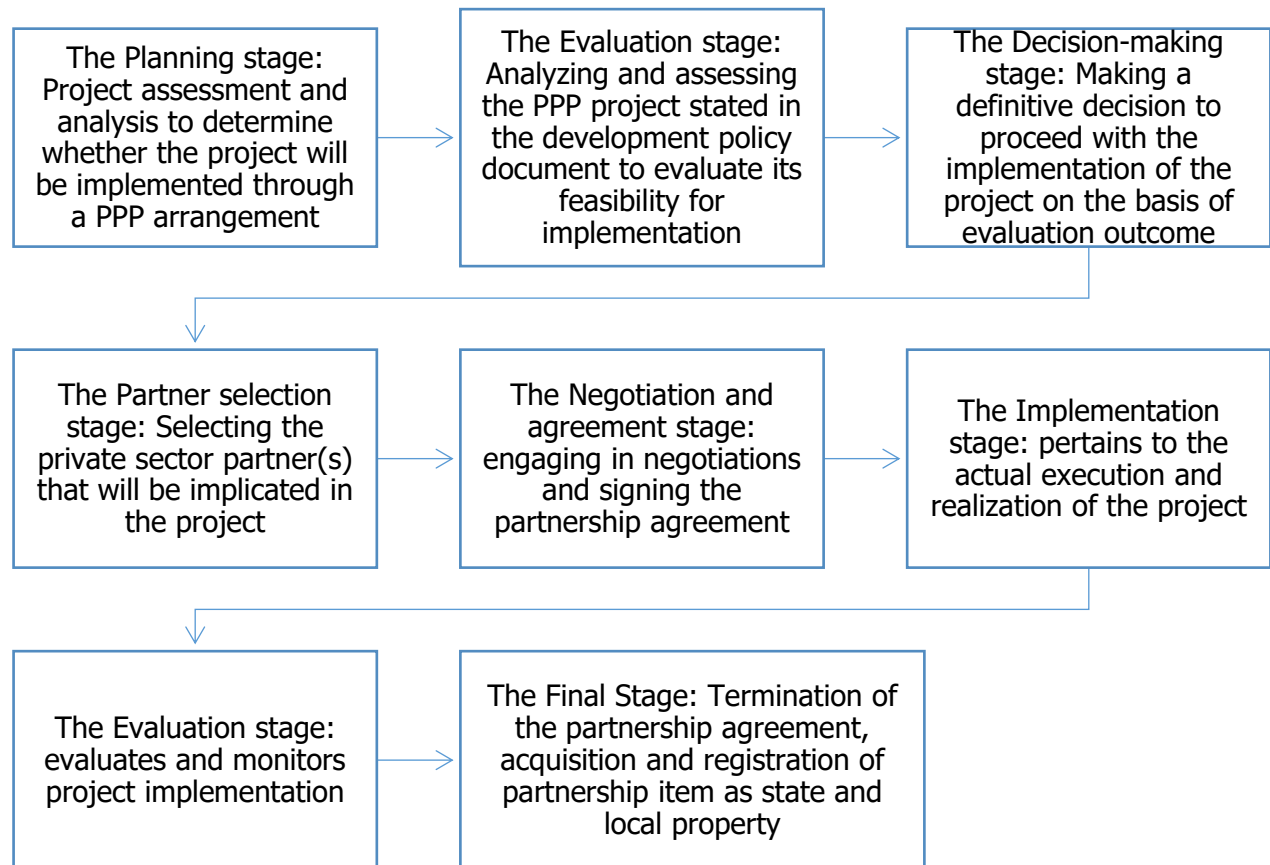 The Planning stage:
Project assessment and
analysis to determine
whether the project will
be implemented through
a PPP arrangement
The Evaluation stage:
Analyzing and assessing
the PPP project stated in
the development policy
document to evaluate its
feasibility for
implementation
The Decision-making
stage: Making a
definitive decision to
proceed with the
implementation of the
project on the basis of
evaluation outcome
The Partner selection
stage: Selecting the
private sector partner(s)
that will be implicated in
the project
The Negotiation and
agreement stage:
engaging in negotiations
and signing the
partnership agreement
The Implementation
stage: pertains to the
actual execution and
realization of the project
The Evaluation stage:
evaluates and monitors
project implementation
The Final Stage: Termination of
the partnership agreement,
acquisition and registration of
partnership item as state and
local property